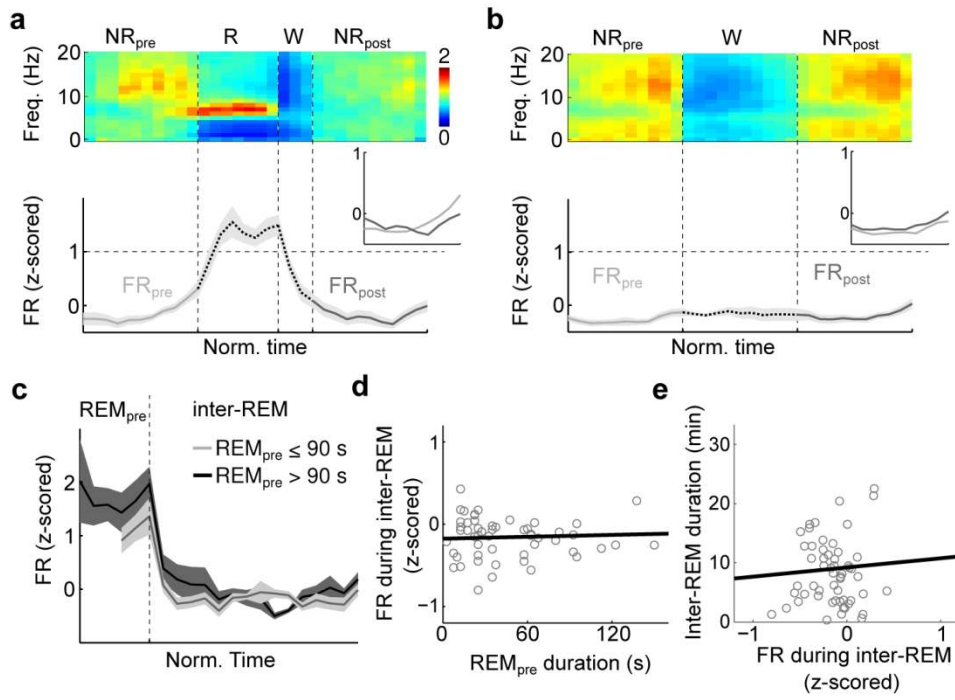 a
NRpre R W NRpost
Freq. (Hz)
20
10
0
2
1
0
1
0
FR (z-scored)
1
0
FRpre FRpost
Norm. time
b
NRpre W NRpost
Freq. (Hz)
20
10
0
1
0
FR (z-scored)
1
0
FRpre FRpost
Norm. time
c
REMpre inter-REM
REMpre ≤ 90 s
REMpre > 90 s
FR (z-scored)
2
1
0
Norm. Time
d
FR during inter-REM
(z-scored)
1
-0
−1
0 60 120
REMpre duration (s)
e
Inter-REM duration (min)
30
20
10
0
−1 0 1
FR during inter-REM
(z-scored)